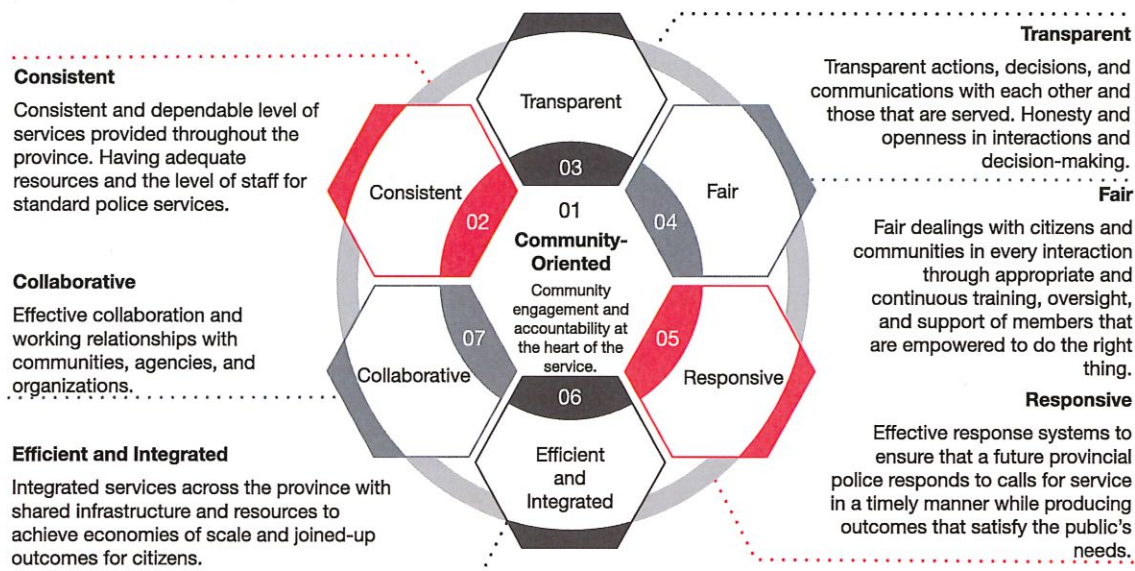 Consistent
Consistent and dependable level of
services provided throughout the
province. Having adequate
resources and the level of staff for
standard police services.
Collaborative
Effective collaboration and
working relationships with
communities, agencies, and
organizations.
Efficient and Integrated
Integrated services across the province with
shared infrastructure and resources to
achieve economies of scale and joined-up
outcomes for citizens.
Transparent
03
Consistent
02
Fair
04
01
Community-
Oriented
Community
engagement and
accountability at
the heart of the
service.
07
Collaborative
05
Responsive
06
Efficient
and
Integrated
Transparent
Transparent actions, decisions, and
communications with each other and
those that are served. Honesty and
openness in interactions and
decision-making.
Fair
Fair dealings with citizens and
communities in every interaction
through appropriate and
continuous training, oversight,
and support of members that
are empowered to do the right
thing.
Responsive
Effective response systems to
ensure that a future provincial
police responds to calls for service
in a timely manner while producing
outcomes that satisfy the public's
needs.